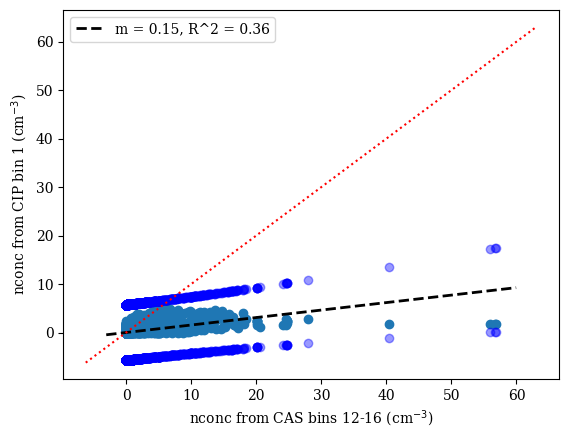 m = 0.15, R^2 = 0.36
nconc from CIP bin 1 (cm⁻³)
60
50
40
30
20
10
0
0 10 20 30 40 50 60
nconc from CAS bins 12-16 (cm⁻³)